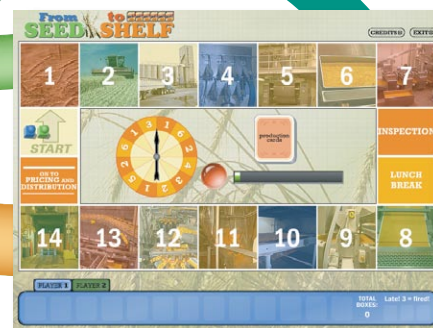 From
SEED to SHELF
CREDITS
EXIT
1 2 3 4 5 6 7
START
production
cards
INSPECTION
ON TO
PRICING AND
DISTRIBUTION
LUNCH
BREAK
14 13 12 11 10 9 8
PLAYER 1 PLAYER 2
TOTAL
BOXES:
0
Late! 3 = fired!